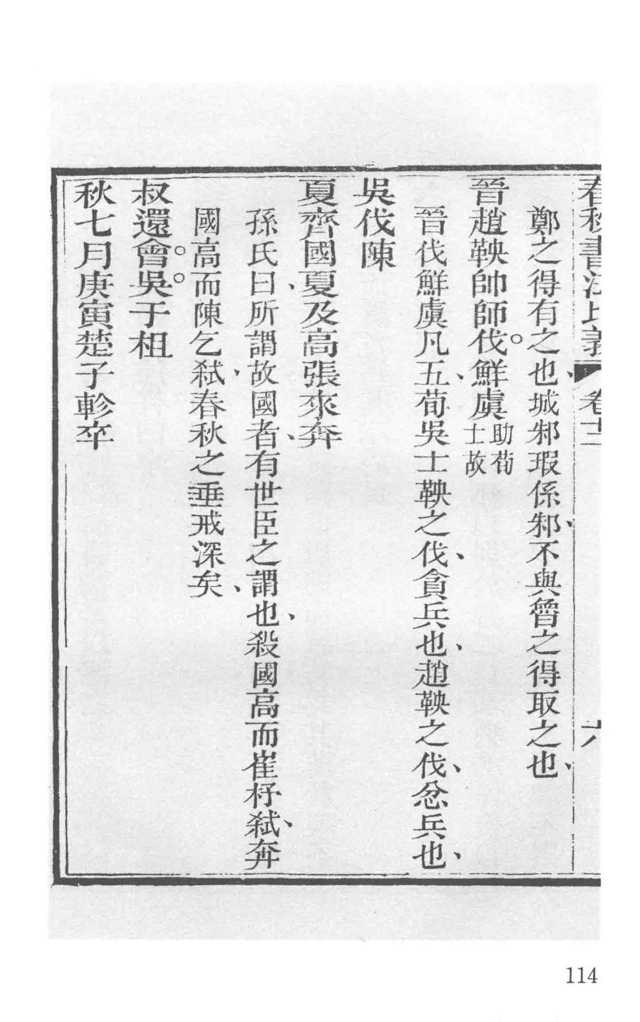 春秋書法比義 卷十二 六
鄭之得有之也城邾瑕係邾不與魯之得取之也
晉趙鞅帥師伐鮮虞助荀士故
晉伐鮮虞凡五荀吳士鞅之伐貪兵也趙鞅之伐忿兵也
吳伐陳
夏齊國夏及高張來奔
孫氏曰所謂故國者有世臣之謂也殺國高而崔杼弑奔
國高而陳乞弑春秋之垂戒深矣
叔還會吳于柤
秋七月庚寅楚子軫卒
114